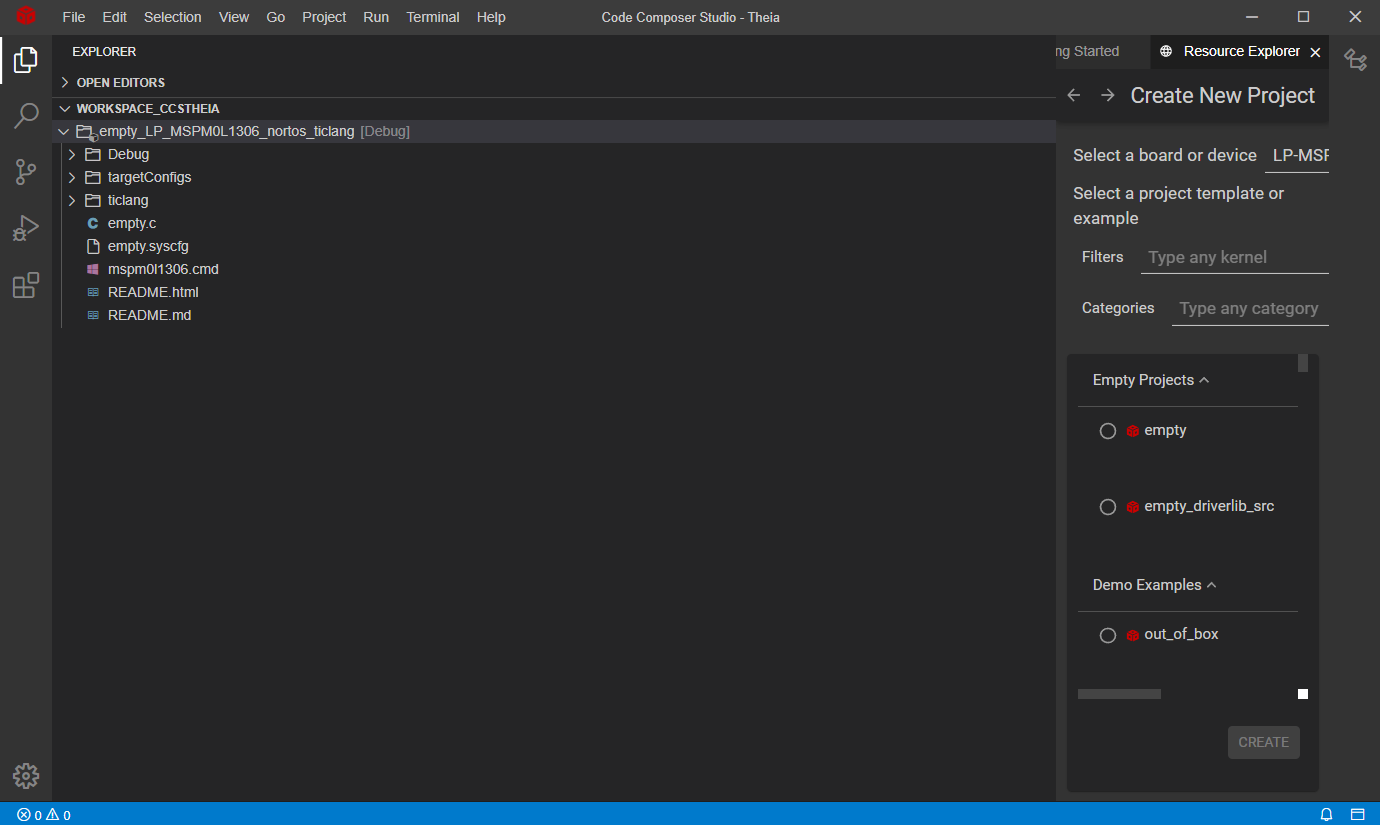 File Edit Selection View Go Project Run Terminal Help
Code Composer Studio - Theia
EXPLORER
OPEN EDITORS
WORKSPACE_CCSTHEIA
empty_LP_MSPM0L1306_nortos_ticlang [Debug]
Debug
targetConfigs
ticlang
C empty.c
empty.syscfg
mspm0l1306.cmd
README.html
README.md
ng Started
Resource Explorer
Create New Project
Select a board or device LP-MSP
Select a project template or
example
Filters Type any kernel
Categories Type any category
Empty Projects
empty
empty_driverlib_src
Demo Examples
out_of_box
CREATE
0 0